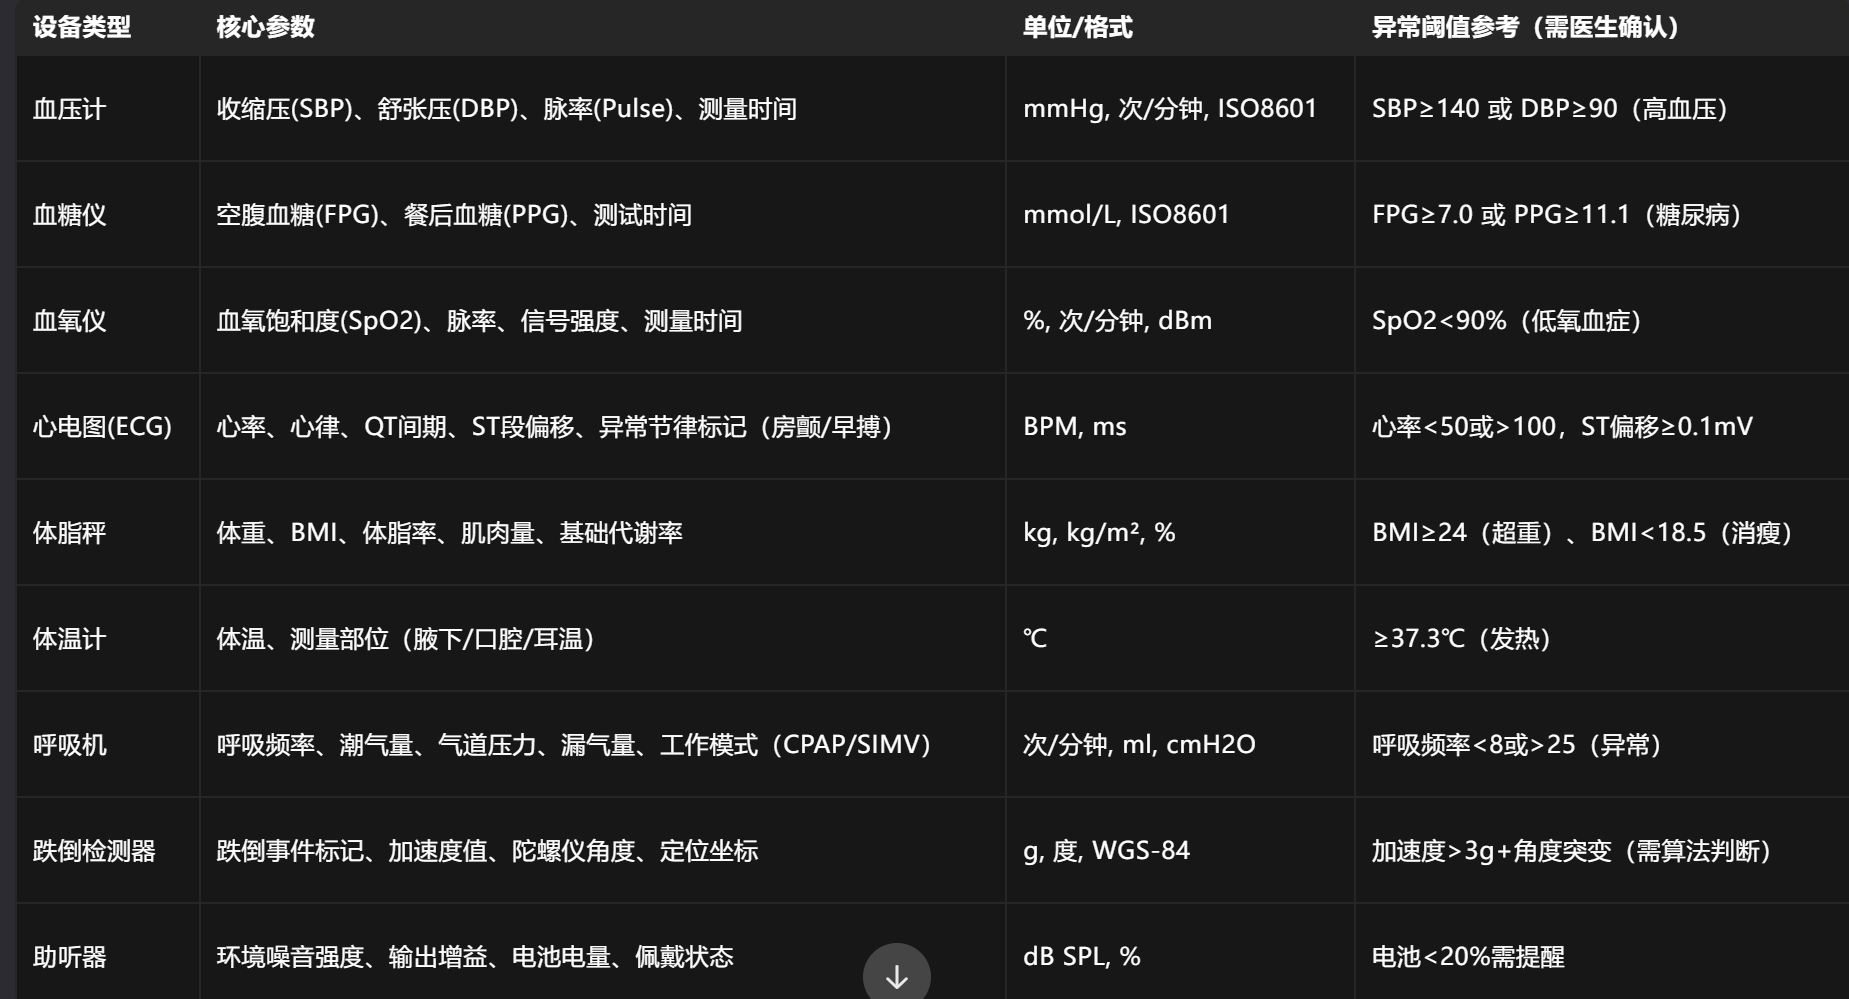 设备类型 核心参数 单位/格式 异常阈值参考（需医生确认）
血压计 收缩压(SBP)、舒张压(DBP)、脉率(Pulse)、测量时间 mmHg, 次/分钟, ISO8601 SBP≥140 或 DBP≥90（高血压）
血糖仪 空腹血糖(FPG)、餐后血糖(PPG)、测试时间 mmol/L, ISO8601 FPG≥7.0 或 PPG≥11.1（糖尿病）
血氧仪 血氧饱和度(SpO2)、脉率、信号强度、测量时间 %, 次/分钟, dBm SpO2<90%（低氧血症）
心电图(ECG) 心率、心律、QT间期、ST段偏移、异常节律标记（房颤/早搏） BPM, ms 心率<50或>100，ST偏移≥0.1mV
体脂秤 体重、BMI、体脂率、肌肉量、基础代谢率 kg, kg/m², % BMI≥24（超重）、BMI<18.5（消瘦）
体温计 体温、测量部位（腋下/口腔/耳温） ℃ ≥37.3℃（发热）
呼吸机 呼吸频率、潮气量、气道压力、漏气量、工作模式（CPAP/SIMV） 次/分钟, ml, cmH2O 呼吸频率<8或>25（异常）
跌倒检测器 跌倒事件标记、加速度值、陀螺仪角度、定位坐标 g, 度, WGS-84 加速度>3g+角度突变（需算法判断）
助听器 环境噪音强度、输出增益、电池电量、佩戴状态 dB SPL, % 电池<20%需提醒